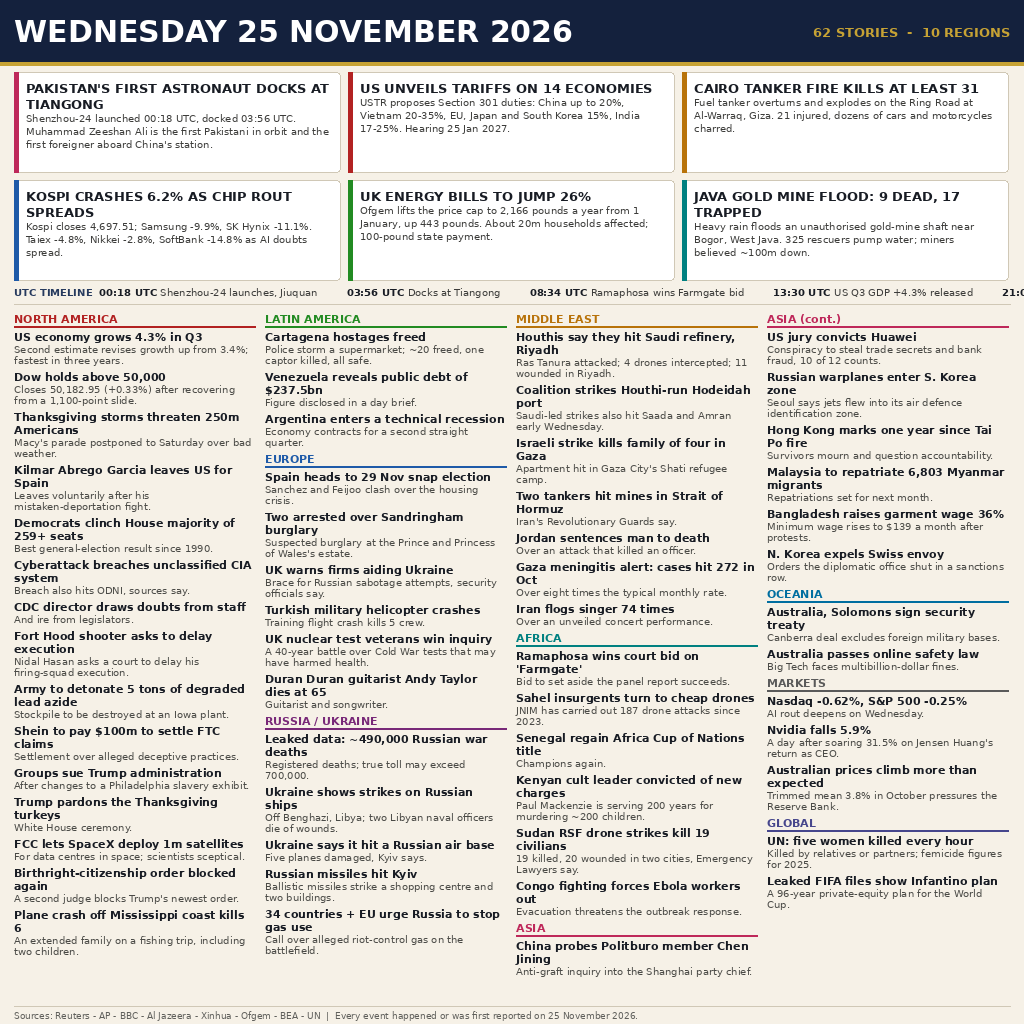 WEDNESDAY 25 NOVEMBER 2026
62 STORIES - 10 REGIONS
PAKISTAN'S FIRST ASTRONAUT DOCKS AT
TIANGONG
Shenzhou-24 launched 00:18 UTC, docked 03:56 UTC.
Muhammad Zeeshan Ali is the first Pakistani in orbit and the
first foreigner aboard China's station.
US UNVEILS TARIFFS ON 14 ECONOMIES
USTR proposes Section 301 duties: China up to 20%,
Vietnam 20-35%, EU, Japan and South Korea 15%, India
17-25%. Hearing 25 Jan 2027.
CAIRO TANKER FIRE KILLS AT LEAST 31
Fuel tanker overturns and explodes on the Ring Road at
Al-Warraq, Giza. 21 injured, dozens of cars and motorcycles
charred.
KOSPI CRASHES 6.2% AS CHIP ROUT
SPREADS
Kospi closes 4,697.51; Samsung -9.9%, SK Hynix -11.1%.
Taiex -4.8%, Nikkei -2.8%, SoftBank -14.8% as AI doubts
spread.
UK ENERGY BILLS TO JUMP 26%
Ofgem lifts the price cap to 2,166 pounds a year from 1
January, up 443 pounds. About 20m households affected;
100-pound state payment.
JAVA GOLD MINE FLOOD: 9 DEAD, 17
TRAPPED
Heavy rain floods an unauthorised gold-mine shaft near
Bogor, West Java. 325 rescuers pump water; miners
believed ~100m down.
UTC TIMELINE 00:18 UTC Shenzhou-24 launches, Jiuquan 03:56 UTC Docks at Tiangong 08:34 UTC Ramaphosa wins Farmgate bid 13:30 UTC US Q3 GDP +4.3% released 21:0
NORTH AMERICA
US economy grows 4.3% in Q3
Second estimate revises growth up from 3.4%;
fastest in three years.
Dow holds above 50,000
Closes 50,182.95 (+0.33%) after recovering
from a 1,100-point slide.
Thanksgiving storms threaten 250m
Americans
Macy's parade postponed to Saturday over bad
weather.
Kilmar Abrego Garcia leaves US for
Spain
Leaves voluntarily after his
mistaken-deportation fight.
Democrats clinch House majority of
259+ seats
Best general-election result since 1990.
Cyberattack breaches unclassified CIA
system
Breach also hits ODNI, sources say.
CDC director draws doubts from staff
And ire from legislators.
Fort Hood shooter asks to delay
execution
Nidal Hasan asks a court to delay his
firing-squad execution.
Army to detonate 5 tons of degraded
lead azide
Stockpile to be destroyed at an Iowa plant.
Shein to pay $100m to settle FTC
claims
Settlement over alleged deceptive practices.
Groups sue Trump administration
After changes to a Philadelphia slavery exhibit.
Trump pardons the Thanksgiving
turkeys
White House ceremony.
FCC lets SpaceX deploy 1m satellites
For data centres in space; scientists sceptical.
Birthright-citizenship order blocked
again
A second judge blocks Trump's newest order.
Plane crash off Mississippi coast kills
6
An extended family on a fishing trip, including
two children.
LATIN AMERICA
Cartagena hostages freed
Police storm a supermarket; ~20 freed, one
captor killed, all safe.
Venezuela reveals public debt of
$237.5bn
Figure disclosed in a day brief.
Argentina enters a technical recession
Economy contracts for a second straight
quarter.
EUROPE
Spain heads to 29 Nov snap election
Sanchez and Feijoo clash over the housing
crisis.
Two arrested over Sandringham
burglary
Suspected burglary at the Prince and Princess
of Wales's estate.
UK warns firms aiding Ukraine
Brace for Russian sabotage attempts, security
officials say.
Turkish military helicopter crashes
Training flight crash kills 5 crew.
UK nuclear test veterans win inquiry
A 40-year battle over Cold War tests that may
have harmed health.
Duran Duran guitarist Andy Taylor
dies at 65
Guitarist and songwriter.
RUSSIA / UKRAINE
Leaked data: ~490,000 Russian war
deaths
Registered deaths; true toll may exceed
700,000.
Ukraine shows strikes on Russian
ships
Off Benghazi, Libya; two Libyan naval officers
die of wounds.
Ukraine says it hit a Russian air base
Five planes damaged, Kyiv says.
Russian missiles hit Kyiv
Ballistic missiles strike a shopping centre and
two buildings.
34 countries + EU urge Russia to stop
gas use
Call over alleged riot-control gas on the
battlefield.
MIDDLE EAST
Houthis say they hit Saudi refinery,
Riyadh
Ras Tanura attacked; 4 drones intercepted; 11
wounded in Riyadh.
Coalition strikes Houthi-run Hodeidah
port
Saudi-led strikes also hit Saada and Amran
early Wednesday.
Israeli strike kills family of four in
Gaza
Apartment hit in Gaza City's Shati refugee
camp.
Two tankers hit mines in Strait of
Hormuz
Iran's Revolutionary Guards say.
Jordan sentences man to death
Over an attack that killed an officer.
Gaza meningitis alert: cases hit 272 in
Oct
Over eight times the typical monthly rate.
Iran flogs singer 74 times
Over an unveiled concert performance.
AFRICA
Ramaphosa wins court bid on
'Farmgate'
Bid to set aside the panel report succeeds.
Sahel insurgents turn to cheap drones
JNIM has carried out 187 drone attacks since
2023.
Senegal regain Africa Cup of Nations
title
Champions again.
Kenyan cult leader convicted of new
charges
Paul Mackenzie is serving 200 years for
murdering ~200 children.
Sudan RSF drone strikes kill 19
civilians
19 killed, 20 wounded in two cities, Emergency
Lawyers say.
Congo fighting forces Ebola workers
out
Evacuation threatens the outbreak response.
ASIA
China probes Politburo member Chen
Jining
Anti-graft inquiry into the Shanghai party chief.
ASIA (cont.)
US jury convicts Huawei
Conspiracy to steal trade secrets and bank
fraud, 10 of 12 counts.
Russian warplanes enter S. Korea
zone
Seoul says jets flew into its air defence
identification zone.
Hong Kong marks one year since Tai
Po fire
Survivors mourn and question accountability.
Malaysia to repatriate 6,803 Myanmar
migrants
Repatriations set for next month.
Bangladesh raises garment wage 36%
Minimum wage rises to $139 a month after
protests.
N. Korea expels Swiss envoy
Orders the diplomatic office shut in a sanctions
row.
OCEANIA
Australia, Solomons sign security
treaty
Canberra deal excludes foreign military bases.
Australia passes online safety law
Big Tech faces multibillion-dollar fines.
MARKETS
Nasdaq -0.62%, S&P 500 -0.25%
AI rout deepens on Wednesday.
Nvidia falls 5.9%
A day after soaring 31.5% on Jensen Huang's
return as CEO.
Australian prices climb more than
expected
Trimmed mean 3.8% in October pressures the
Reserve Bank.
GLOBAL
UN: five women killed every hour
Killed by relatives or partners; femicide figures
for 2025.
Leaked FIFA files show Infantino plan
A 96-year private-equity plan for the World
Cup.
Sources: Reuters - AP - BBC - Al Jazeera - Xinhua - Ofgem - BEA - UN | Every event happened or was first reported on 25 November 2026.